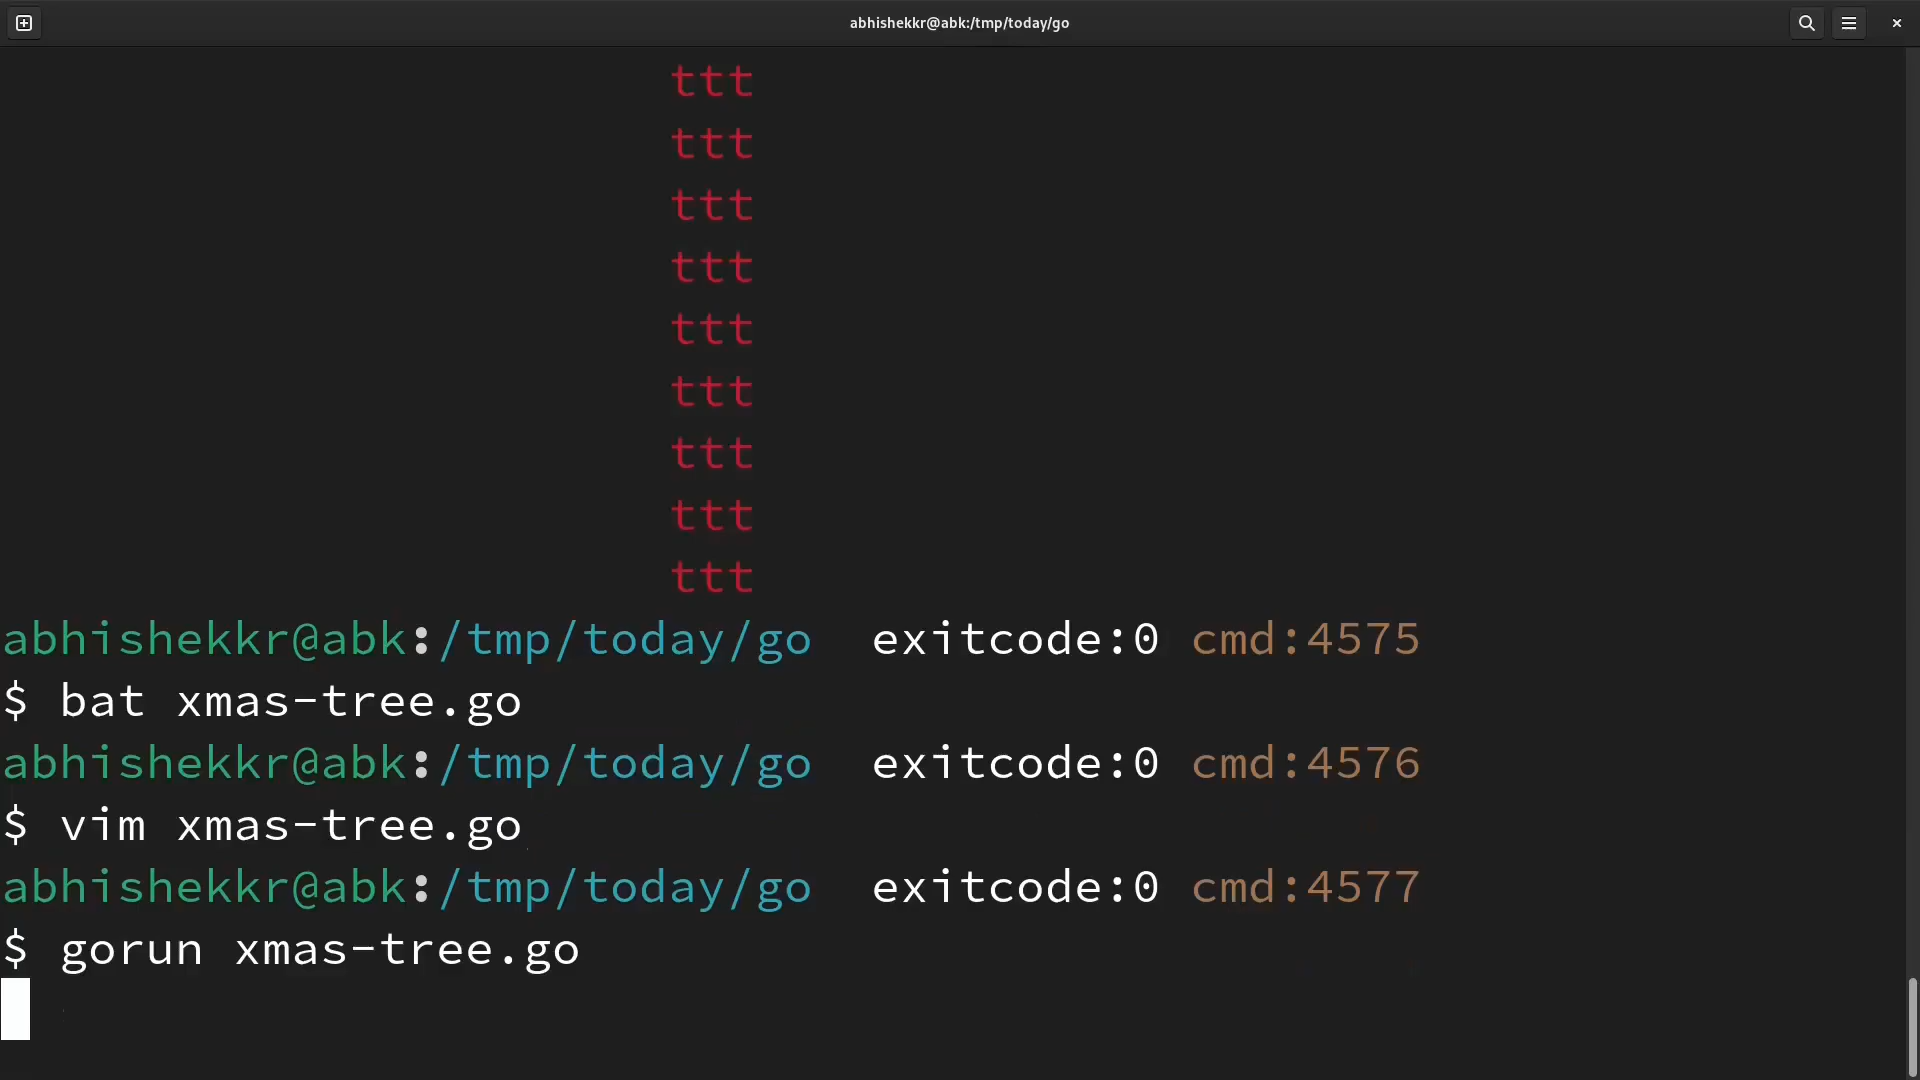 abhishekkr@abk:/tmp/today/go
ttt
ttt
ttt
ttt
ttt
ttt
ttt
ttt
ttt
abhishekkr@abk:/tmp/today/go  exitcode:0 cmd:4575
$ bat xmas-tree.go
abhishekkr@abk:/tmp/today/go  exitcode:0 cmd:4576
$ vim xmas-tree.go
abhishekkr@abk:/tmp/today/go  exitcode:0 cmd:4577
$ gorun xmas-tree.go